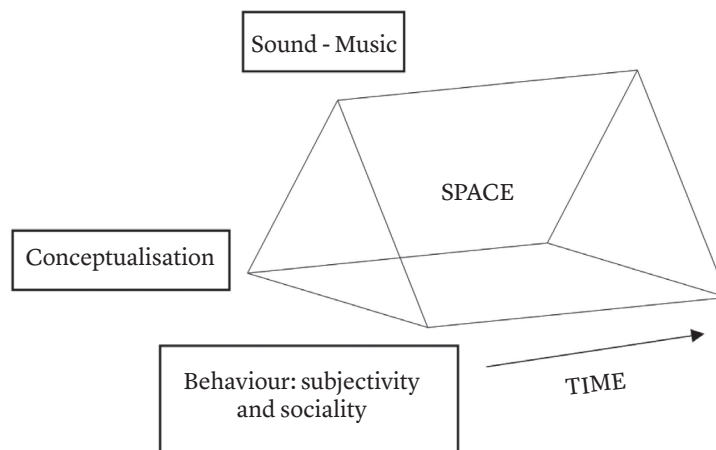 Sound - Music
SPACE
Conceptualisation
Behaviour: subjectivity
and sociality
TIME